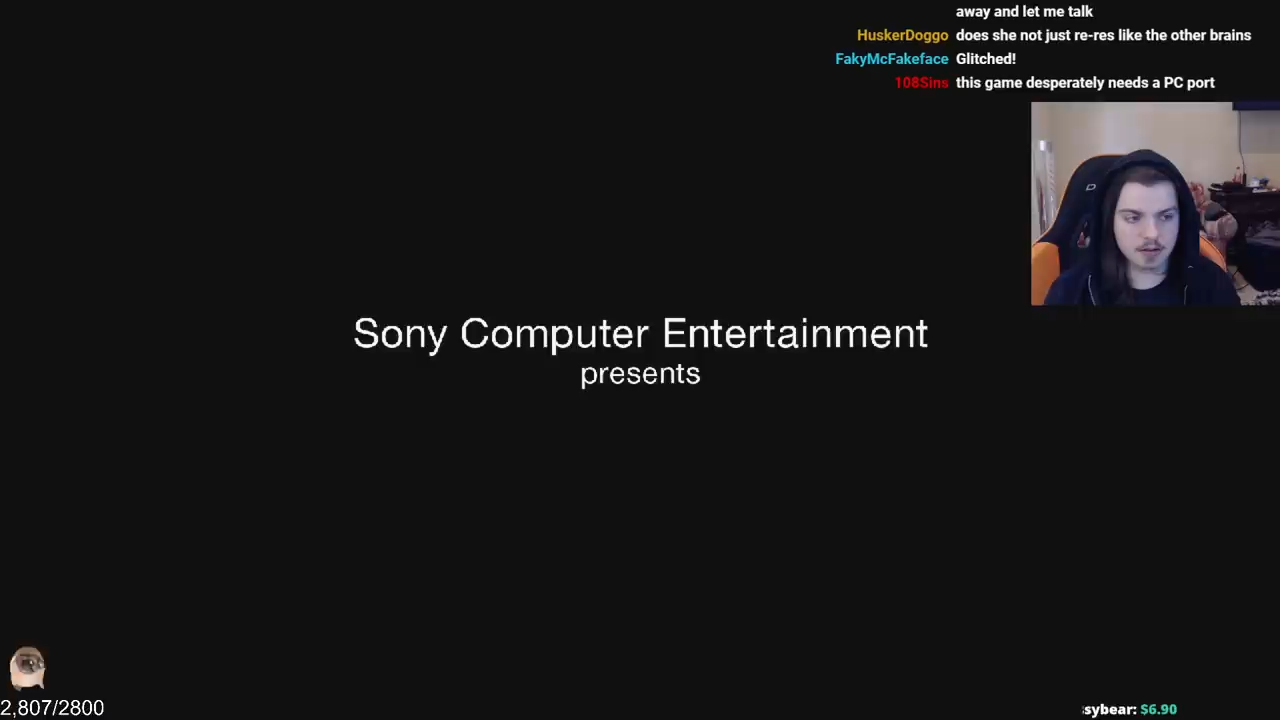 away and let me talk
HuskerDoggo does she not just re-res like the other brains
FakyMcFakeface Glitched!
108Sins this game desperately needs a PC port
Sony Computer Entertainment
presents
2,807/2800
sybear: $6.90